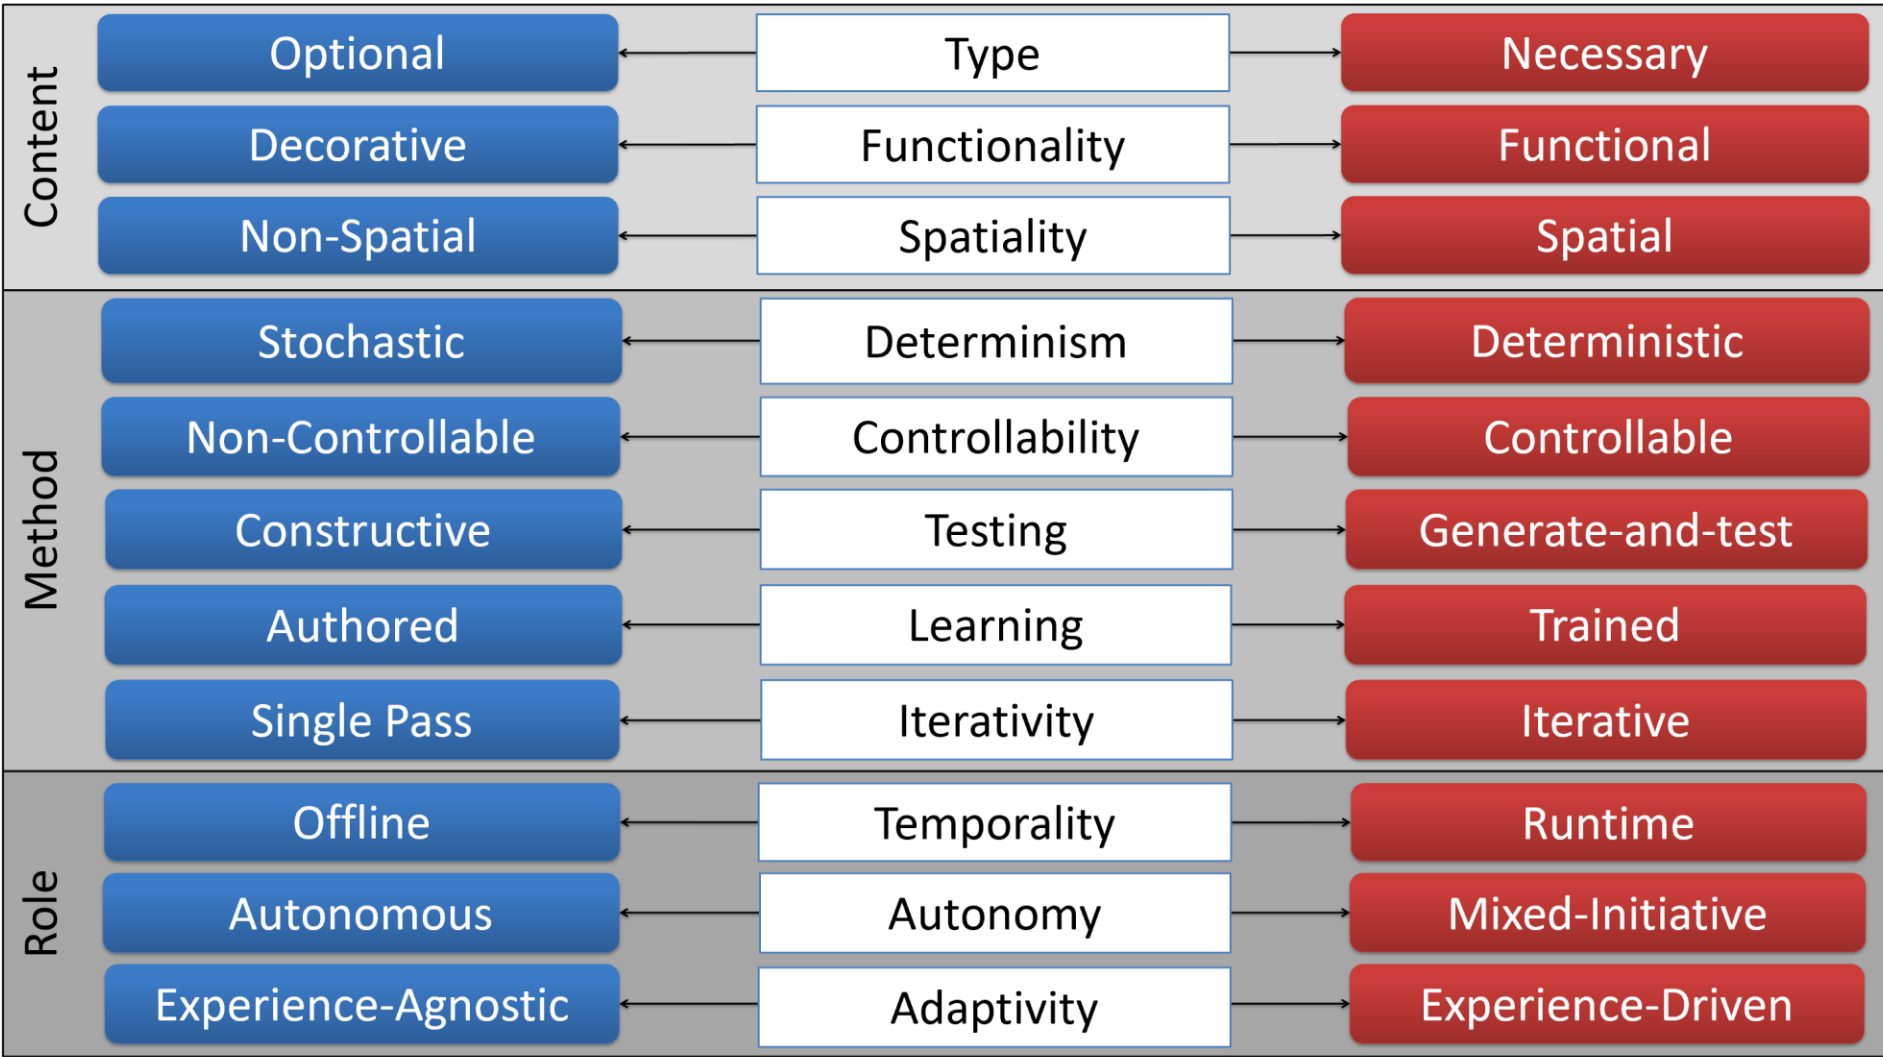 Content
Optional
Type
Necessary
Decorative
Functionality
Functional
Non-Spatial
Spatiality
Spatial
Method
Stochastic
Determinism
Deterministic
Non-Controllable
Controllability
Controllable
Constructive
Testing
Generate-and-test
Authored
Learning
Trained
Single Pass
Iterativity
Iterative
Role
Offline
Temporality
Runtime
Autonomous
Autonomy
Mixed-Initiative
Experience-Agnostic
Adaptivity
Experience-Driven